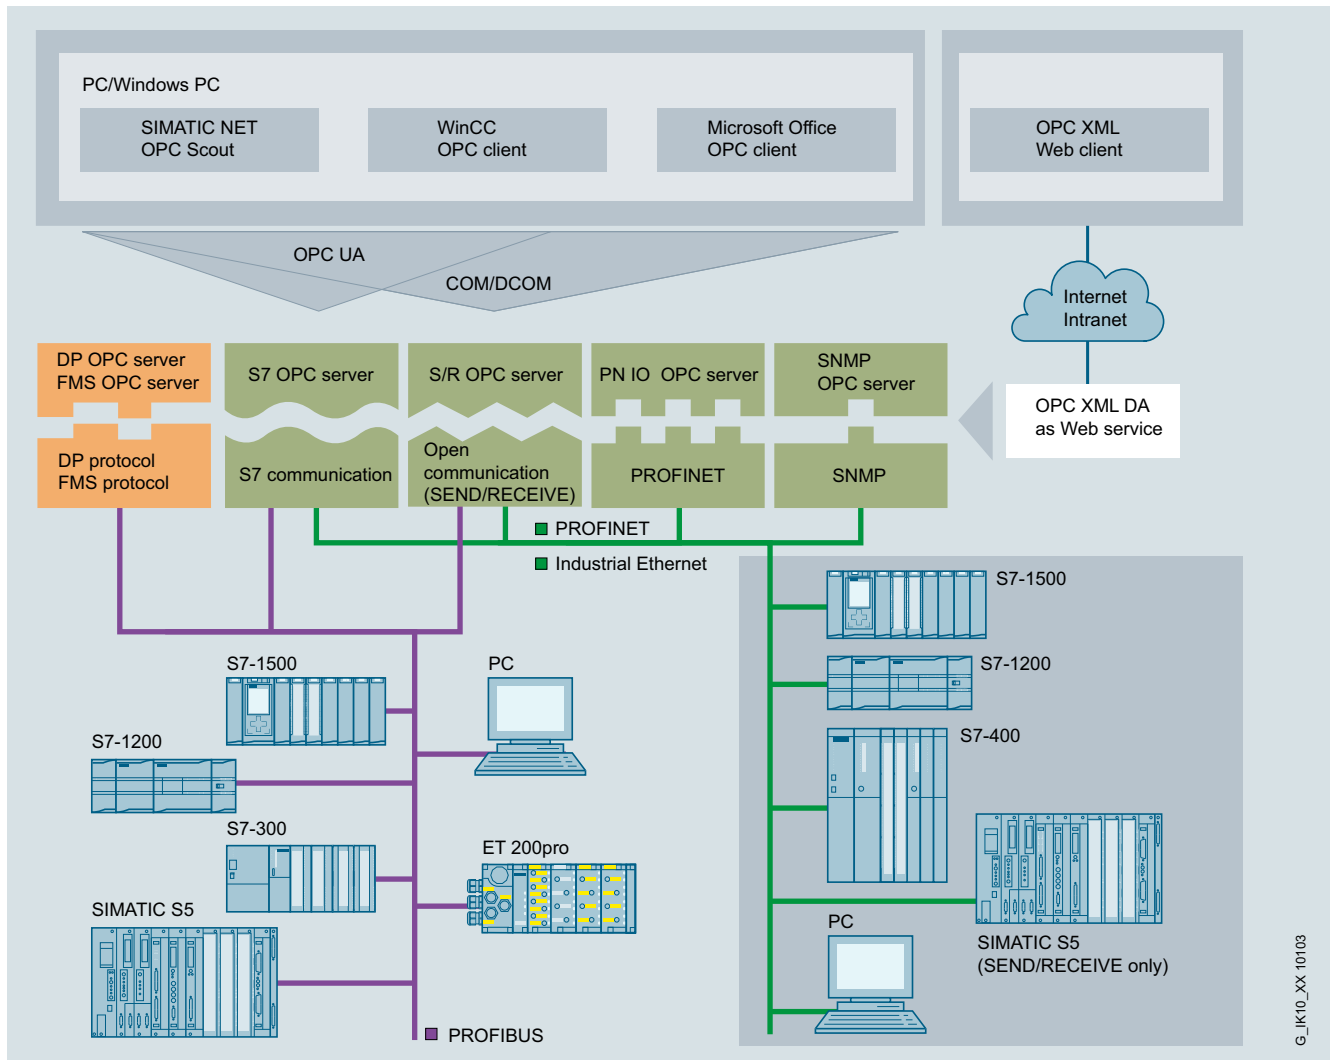 PC/Windows PC
SIMATIC NET
OPC Scout
WinCC
OPC client
Microsoft Office
OPC client
OPC XML
Web client
OPC UA
COM/DCOM
Internet
Intranet
DP OPC server
FMS OPC server
S7 OPC server
S/R OPC server
PN IO OPC server
SNMP
OPC server
OPC XML DA
as Web service
DP protocol
FMS protocol
S7 communication
Open
communication
(SEND/RECEIVE)
PROFINET
SNMP
PROFINET
Industrial Ethernet
S7-1500
PC
S7-1200
S7-300
ET 200pro
SIMATIC S5
PROFIBUS
S7-1500
S7-1200
S7-400
SIMATIC S5
(SEND/RECEIVE only)
PC
G_IK10_XX 10103